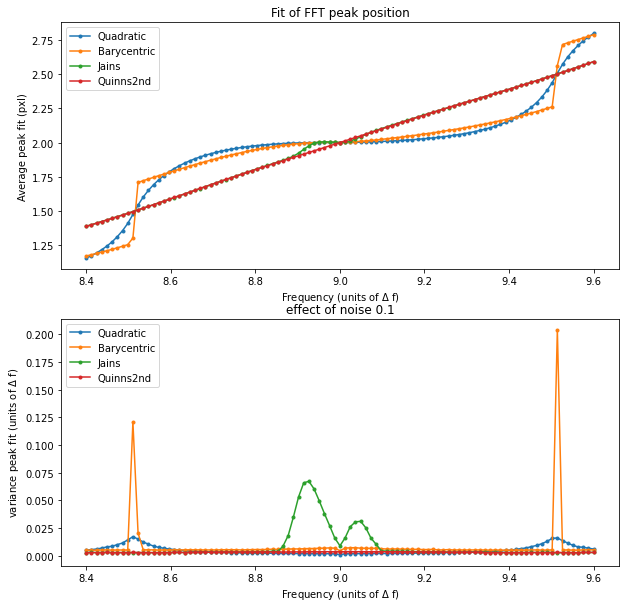 Fit of FFT peak position
Quadratic
Barycentric
Jains
Quinns2nd
Average peak fit (pxl)
2.75
2.50
2.25
2.00
1.75
1.50
1.25
8.4 8.6 8.8 9.0 9.2 9.4 9.6
Frequency (units of Δ f)
effect of noise 0.1
Quadratic
Barycentric
Jains
Quinns2nd
variance peak fit (units of Δ f)
0.200
0.175
0.150
0.125
0.100
0.075
0.050
0.025
0.000
8.4 8.6 8.8 9.0 9.2 9.4 9.6
Frequency (units of Δ f)